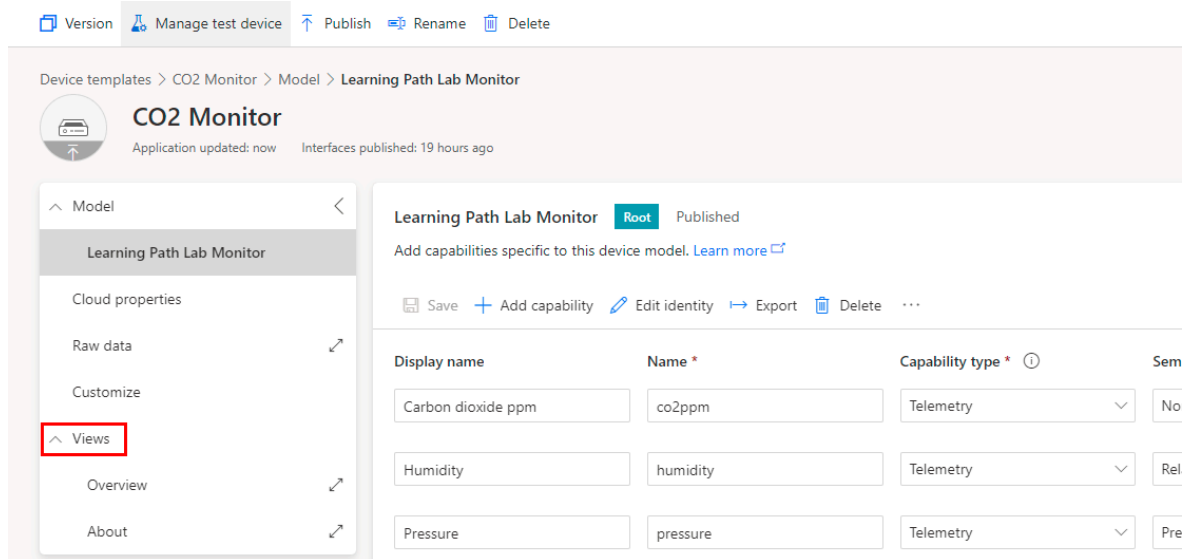 Version Manage test device Publish Rename Delete
Device templates > CO2 Monitor > Model > Learning Path Lab Monitor
CO2 Monitor
Application updated: now Interfaces published: 19 hours ago
Model
Learning Path Lab Monitor
Cloud properties
Raw data
Customize
Views
Overview
About
Learning Path Lab Monitor Root Published
Add capabilities specific to this device model. Learn more
Save Add capability Edit identity Export Delete ...
Display name Name * Capability type * Sem
Carbon dioxide ppm co2ppm Telemetry No
Humidity humidity Telemetry Rel
Pressure pressure Telemetry Pre